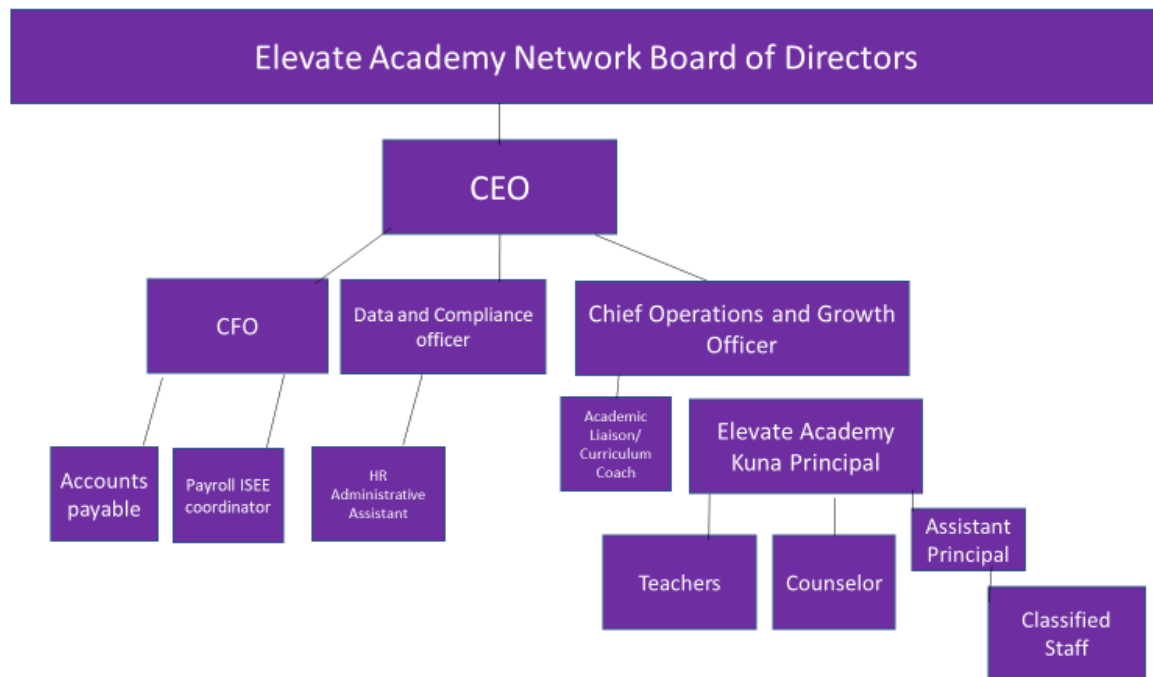 Elevate Academy Network Board of Directors
CEO
CFO
Data and Compliance
officer
Chief Operations and Growth
Officer
Accounts
payable
Payroll ISEE
coordinator
HR
Administrative
Assistant
Academic
Liaison/
Curriculum
Coach
Elevate Academy
Kuna Principal
Teachers
Counselor
Assistant
Principal
Classified
Staff